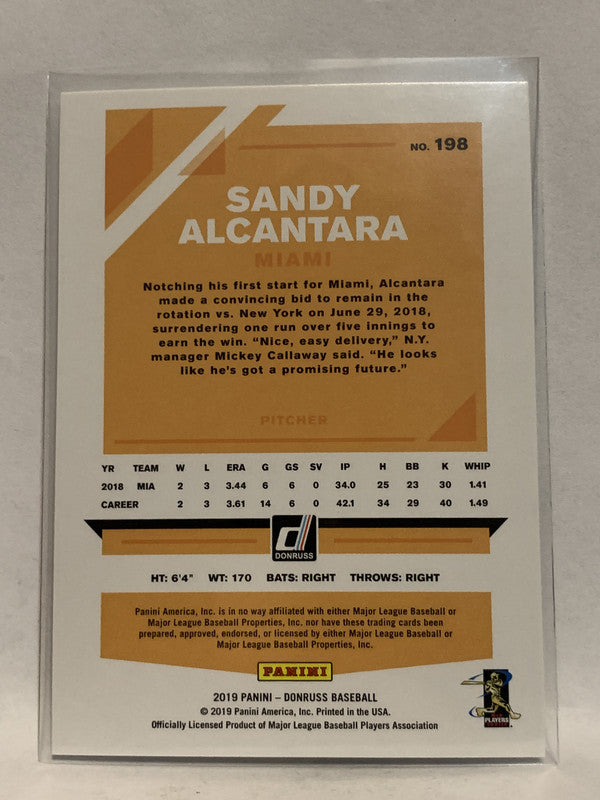 NO. 198
SANDY
ALCANTARA
MIAMI
Notching his first start for Miami, Alcantara
made a convincing bid to remain in the
rotation vs. New York on June 29, 2018,
surrendering one run over five innings to
earn the win. “Nice, easy delivery,” N.Y.
manager Mickey Callaway said. “He looks
like he's got a promising future.”
PITCHER
YR TEAM W L ERA G GS SV IP H BB K WHIP
2018 MIA 2 3 3.44 6 6 0 34.0 25 23 30 1.41
CAREER 2 3 3.61 14 6 0 42.1 34 29 40 1.49
d
DONRUSS
HT: 6'4" WT: 170 BATS: RIGHT THROWS: RIGHT
Panini America, Inc. is in no way affiliated with either Major League Baseball or
Major League Baseball Properties, Inc. nor have these trading cards been
prepared, approved, endorsed, or licensed by either Major League Baseball or
Major League Baseball Properties, Inc.
PANINI
2019 PANINI – DONRUSS BASEBALL
© 2019 Panini America, Inc. Printed in the USA.
Officially Licensed Product of Major League Baseball Players Association
PLAYERS